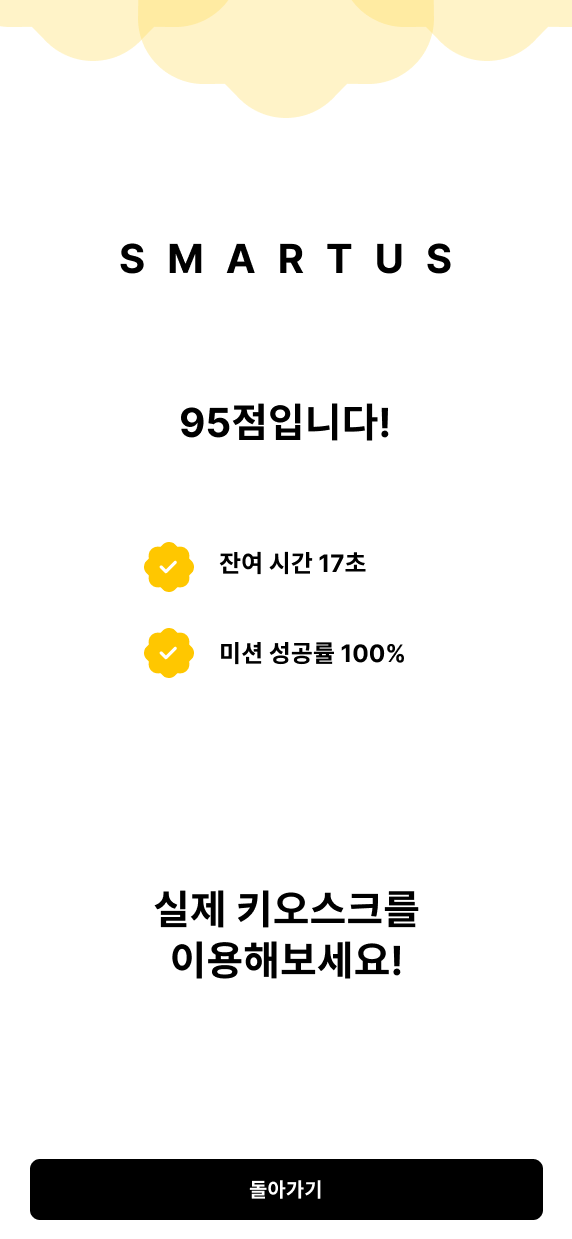 S M A R T U S
95점입니다!
잔여 시간 17초
미션 성공률 100%
실제 키오스크를
이용해보세요!
돌아가기